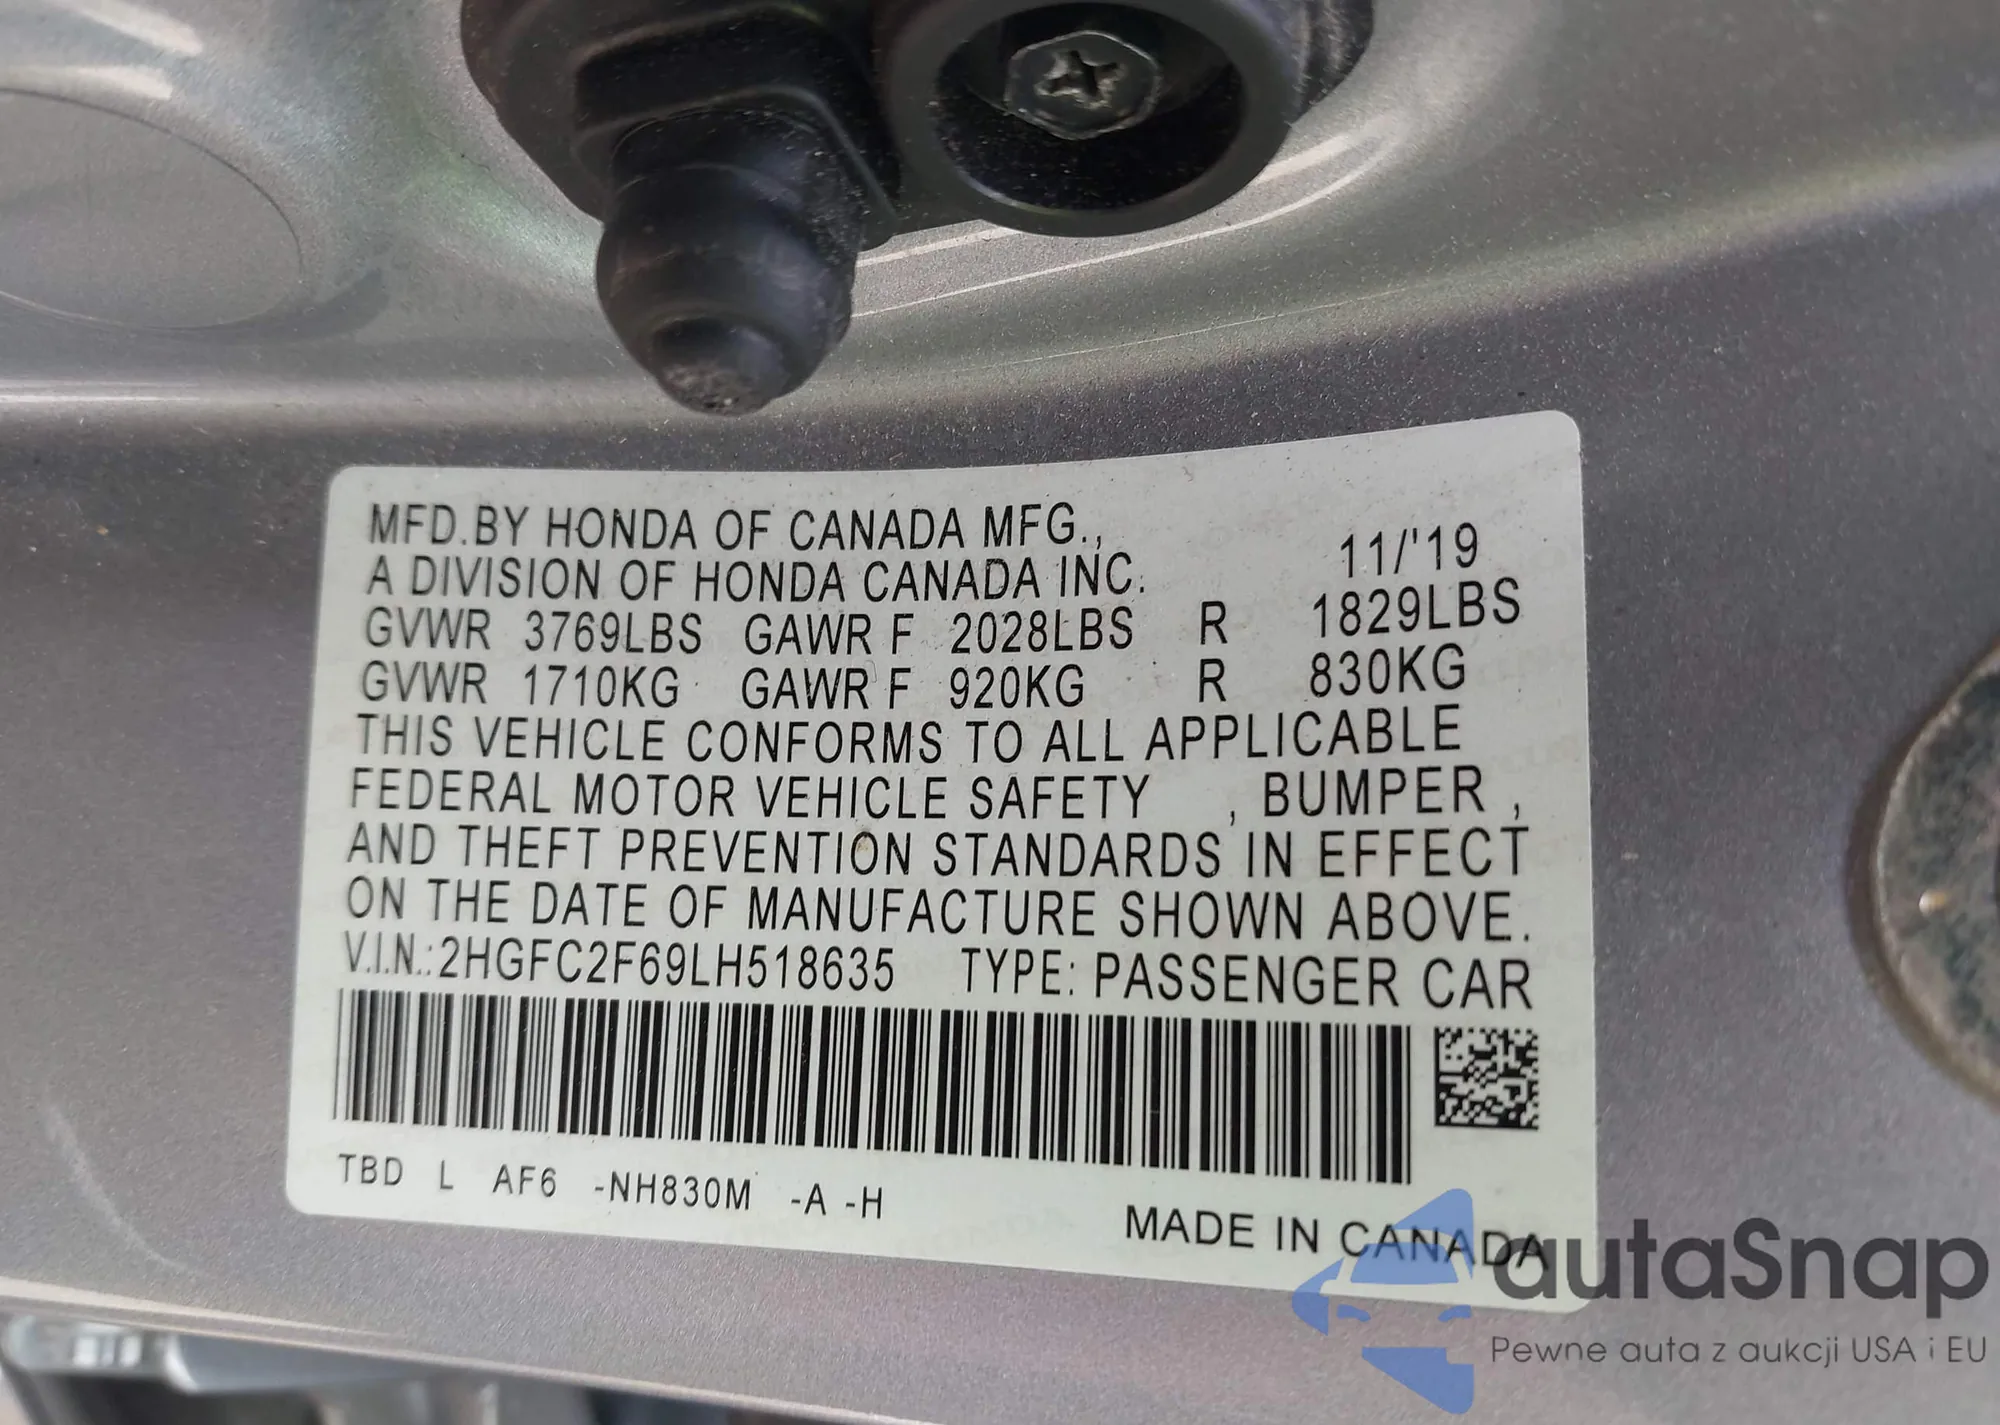 MFD.BY HONDA OF CANADA MFG.,
A DIVISION OF HONDA CANADA INC. 11/'19
GVWR 3769LBS GAWR F 2028LBS R 1829LBS
GVWR 1710KG GAWR F 920KG R 830KG
THIS VEHICLE CONFORMS TO ALL APPLICABLE
FEDERAL MOTOR VEHICLE SAFETY , BUMPER ,
AND THEFT PREVENTION STANDARDS IN EFFECT
ON THE DATE OF MANUFACTURE SHOWN ABOVE.
V.I.N.:2HGFC2F69LH518635 TYPE: PASSENGER CAR
TBD L AF6 -NH830M -A -H
MADE IN CANADA
autaSnap
Pewne auta z aukcji USA i EU